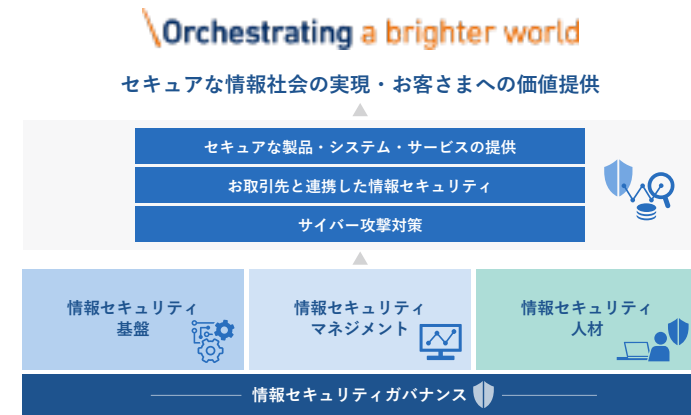 \Orchestrating a brighter world
セキュアな情報社会の実現・お客さまへの価値提供
セキュアな製品・システム・サービスの提供
お取引先と連携した情報セキュリティ
サイバー攻撃対策
情報セキュリティ
基盤
情報セキュリティ
マネジメント
情報セキュリティ
人材
情報セキュリティガバナンス